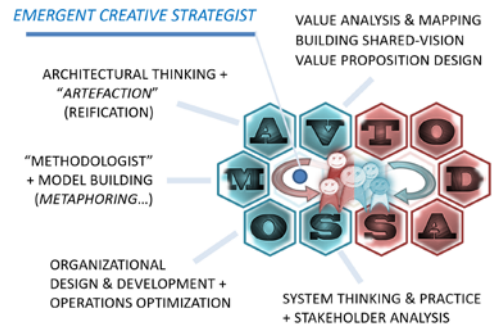 EMERGENT CREATIVE STRATEGIST
VALUE ANALYSIS & MAPPING
BUILDING SHARED-VISION
VALUE PROPOSITION DESIGN
ARCHITECTURAL THINKING +
“ARTEFACTION”
(REIFICATION)
A V T O
“METHODOLOGIST”
+ MODEL BUILDING
(METAPHORING…)
M D
O S S A
ORGANIZATIONAL
DESIGN & DEVELOPMENT +
OPERATIONS OPTIMIZATION
SYSTEM THINKING & PRACTICE
+ STAKEHOLDER ANALYSIS